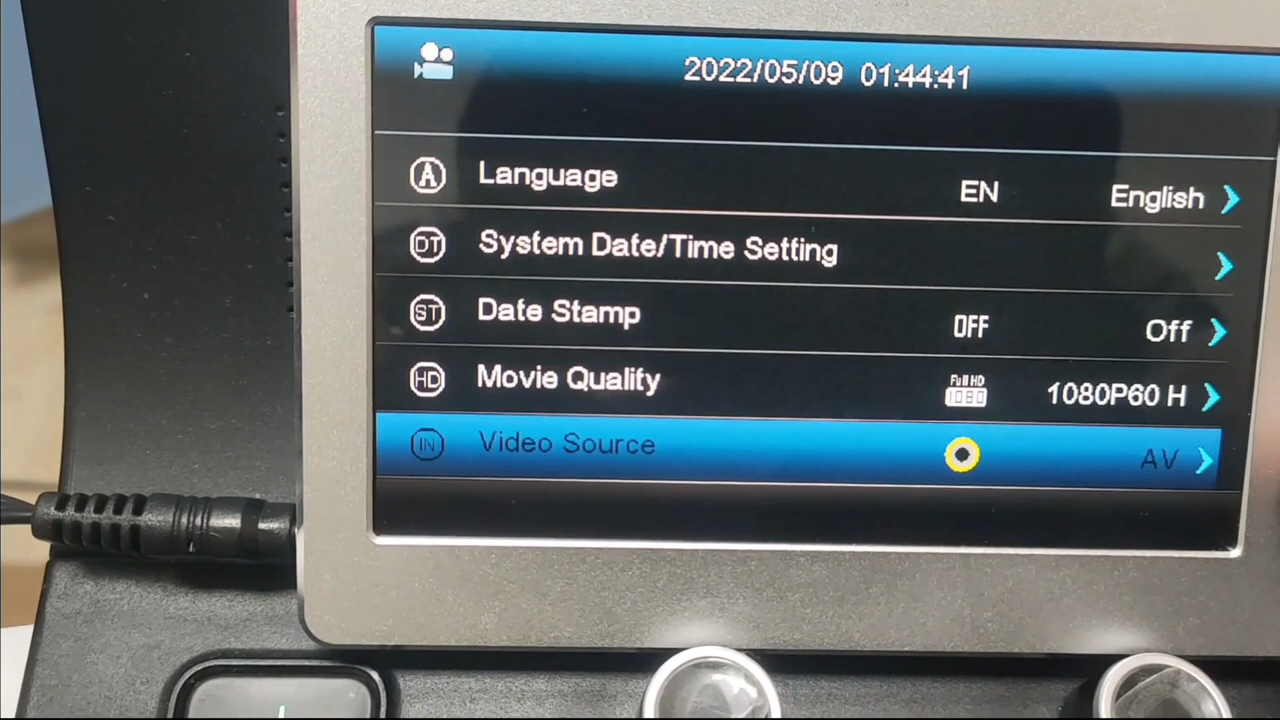 2022/05/09 01:44:41
A Language EN English
DT System Date/Time Setting
ST Date Stamp OFF Off
HD Movie Quality Full HD 1080 1080P60 H
IN Video Source AV